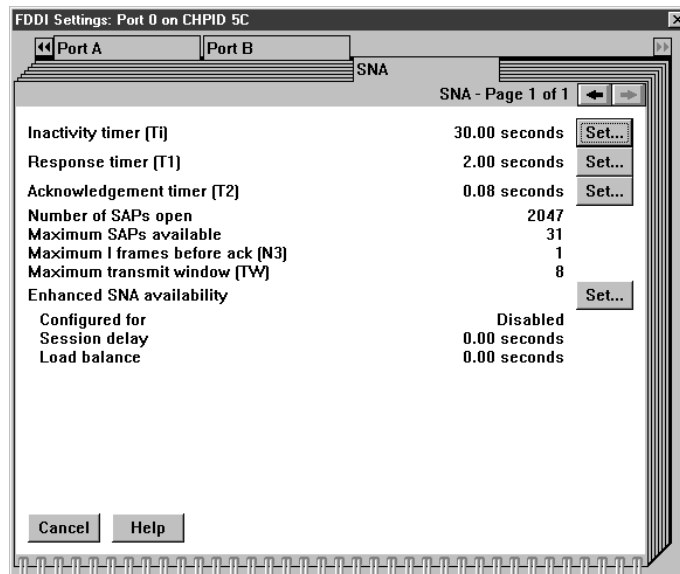 FDDI Settings: Port 0 on CHPID 5C
Port A
Port B
SNA
SNA - Page 1 of 1
Inactivity timer (Ti) 30.00 seconds Set...
Response timer (T1) 2.00 seconds Set...
Acknowledgement timer (T2) 0.08 seconds Set...
Number of SAPs open 2047
Maximum SAPs available 31
Maximum I frames before ack (N3) 1
Maximum transmit window (TW) 8
Enhanced SNA availability Set...
Configured for Disabled
Session delay 0.00 seconds
Load balance 0.00 seconds
Cancel Help